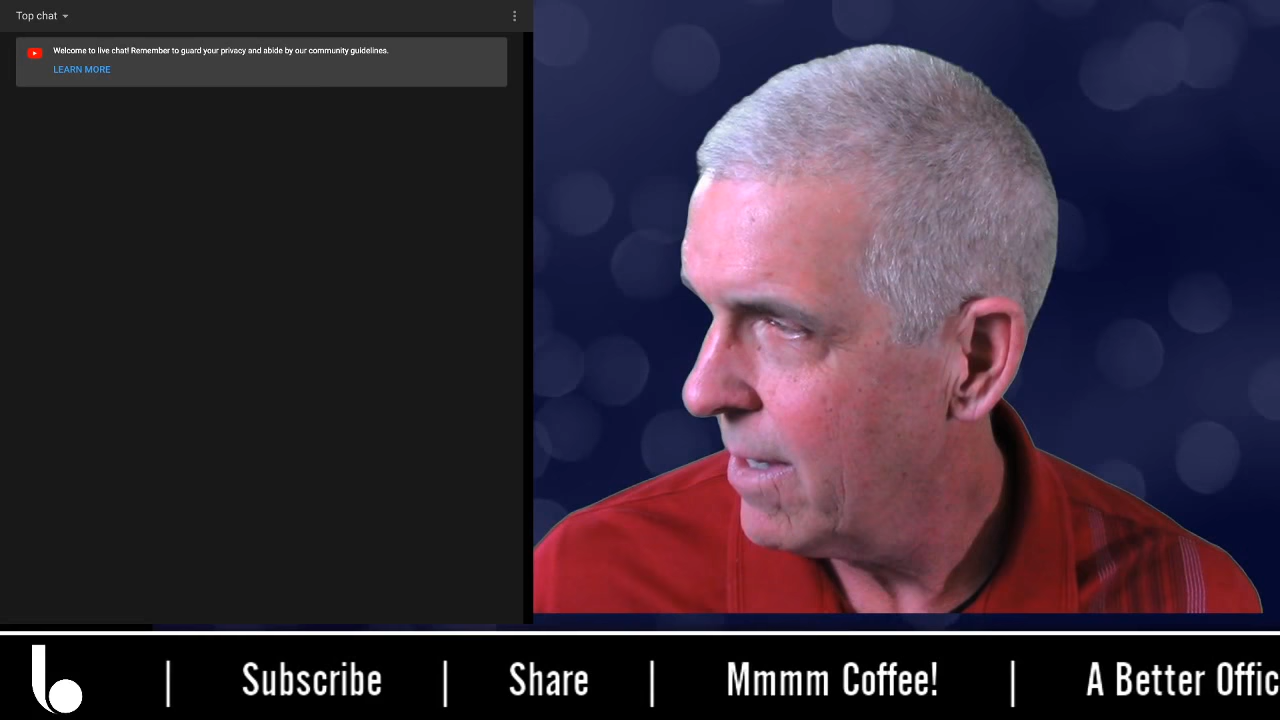 Top chat
Welcome to live chat! Remember to guard your privacy and abide by our community guidelines.
LEARN MORE
b | Subscribe | Share | Mmmm Coffee! | A Better Offic